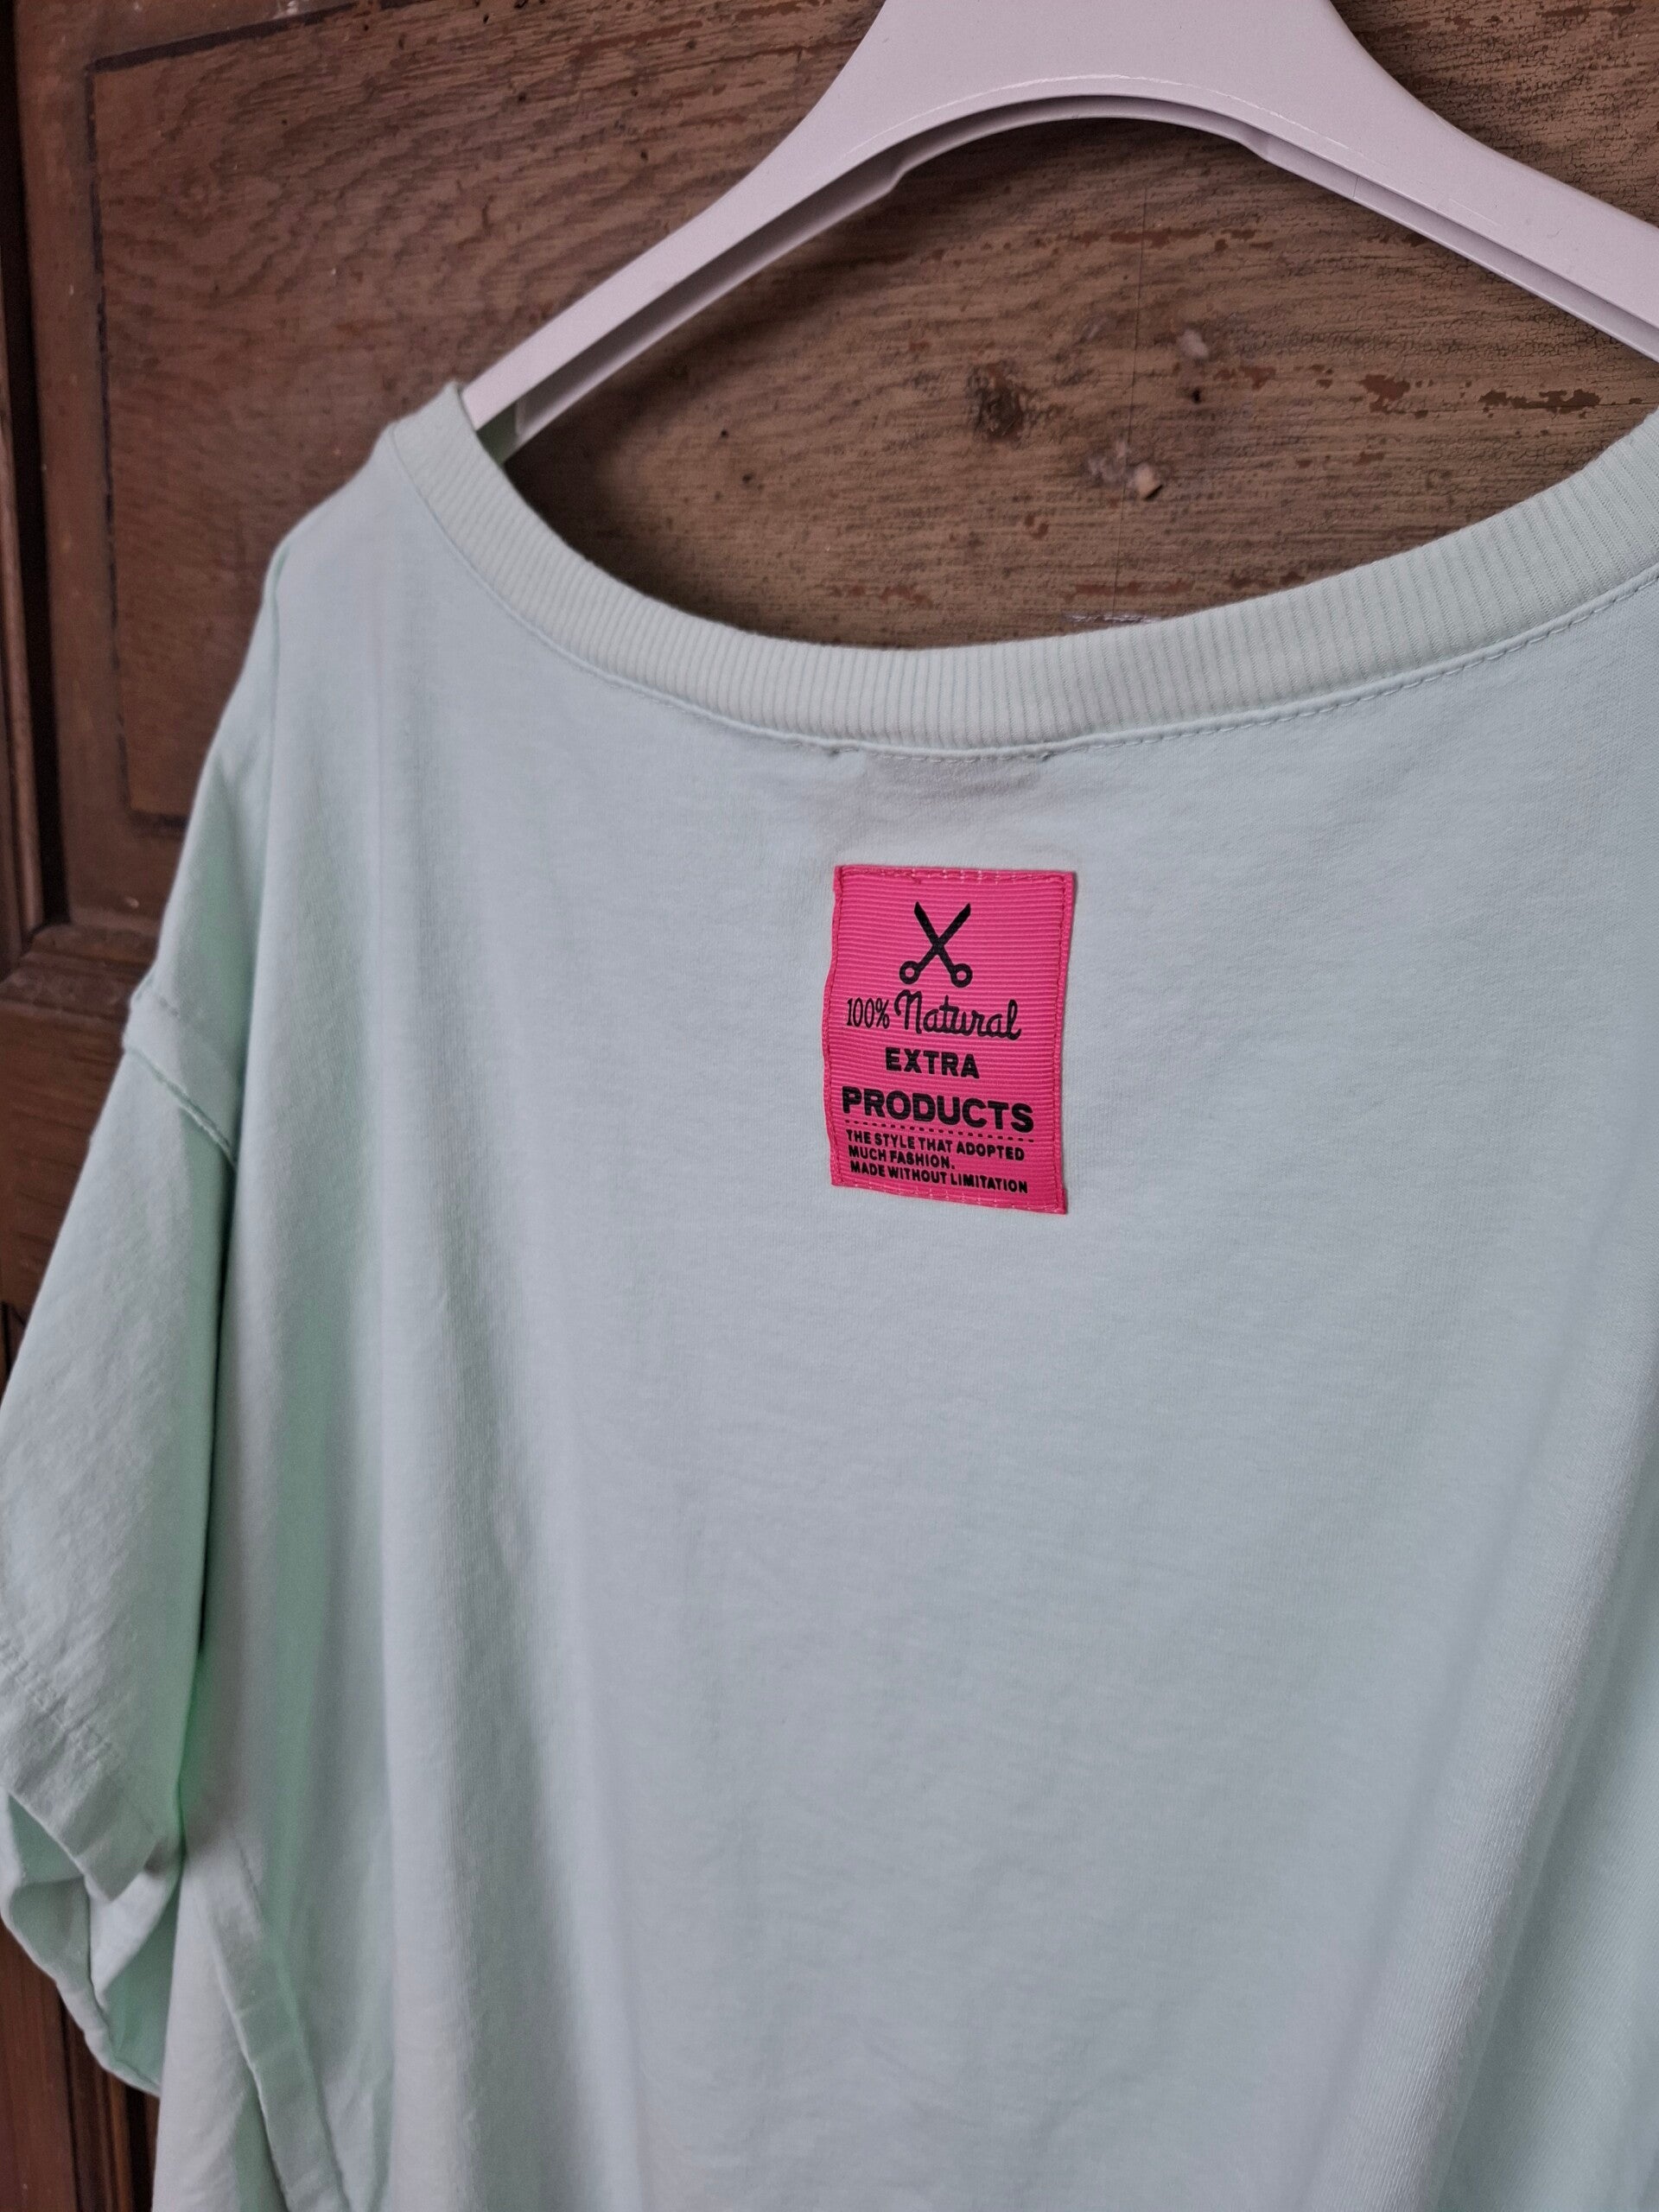 100% Natural
EXTRA
PRODUCTS
THE STYLE THAT ADOPTED
MUCH FASHION.
MADE WITHOUT LIMITATION